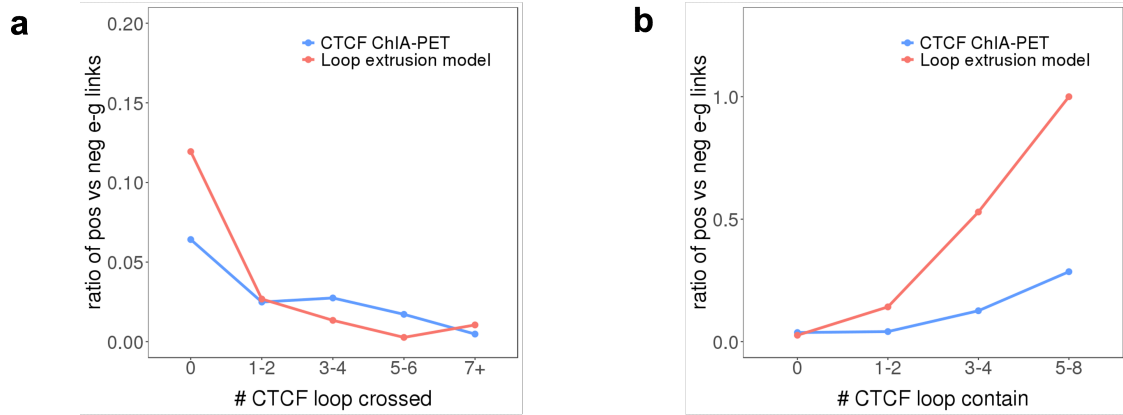 a
0.20
0.15
0.10
0.05
0.00
ratio of pos vs neg e-g links
CTCF ChIA-PET
Loop extrusion model
0 1-2 3-4 5-6 7+
# CTCF loop crossed
b
1.0
0.5
0.0
ratio of pos vs neg e-g links
CTCF ChIA-PET
Loop extrusion model
0 1-2 3-4 5-8
# CTCF loop contain